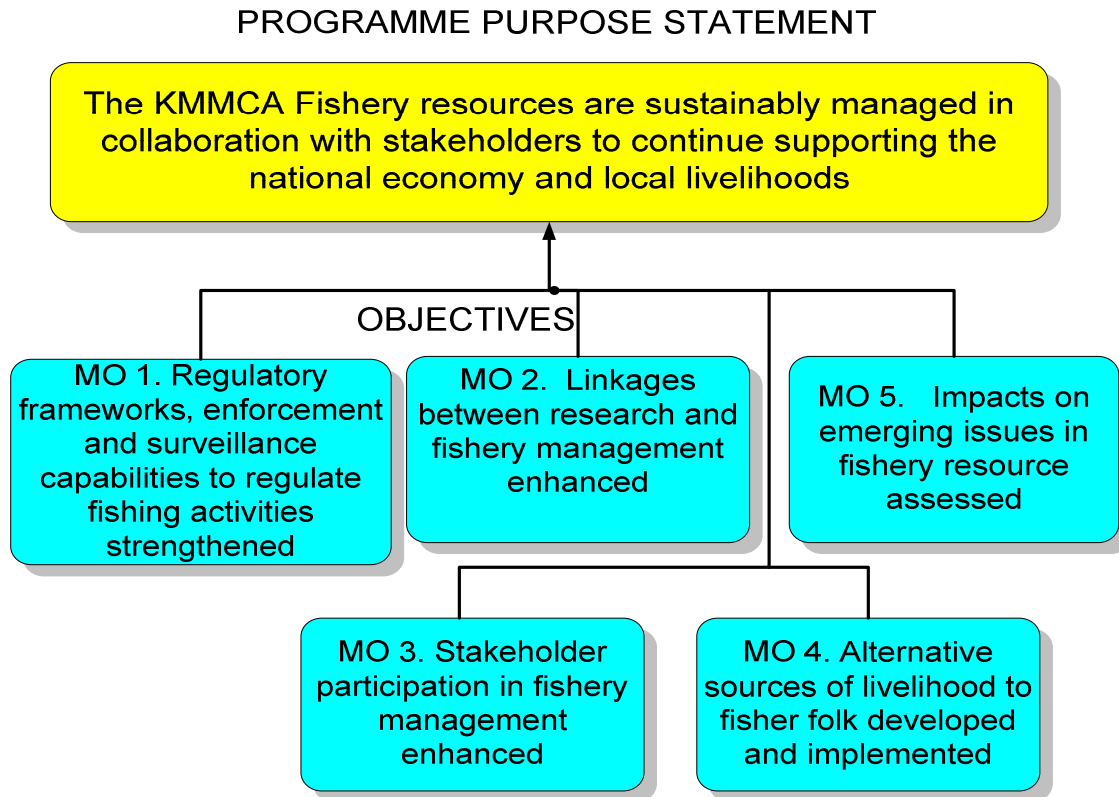 PROGRAMME PURPOSE STATEMENT
The KMMCA Fishery resources are sustainably managed in
collaboration with stakeholders to continue supporting the
national economy and local livelihoods
OBJECTIVES
MO 1. Regulatory
frameworks, enforcement
and surveillance
capabilities to regulate
fishing activities
strengthened
MO 2. Linkages
between research and
fishery management
enhanced
MO 5. Impacts on
emerging issues in
fishery resource
assessed
MO 3. Stakeholder
participation in fishery
management
enhanced
MO 4. Alternative
sources of livelihood to
fisher folk developed
and implemented